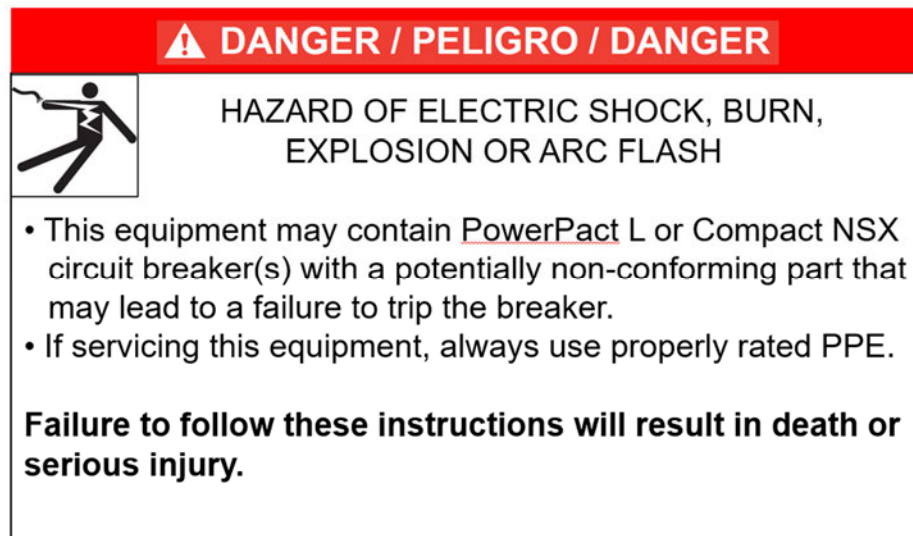 ⚠ DANGER / PELIGRO / DANGER
HAZARD OF ELECTRIC SHOCK, BURN,
EXPLOSION OR ARC FLASH
• This equipment may contain PowerPact L or Compact NSX
circuit breaker(s) with a potentially non-conforming part that
may lead to a failure to trip the breaker.
• If servicing this equipment, always use properly rated PPE.
Failure to follow these instructions will result in death or
serious injury.